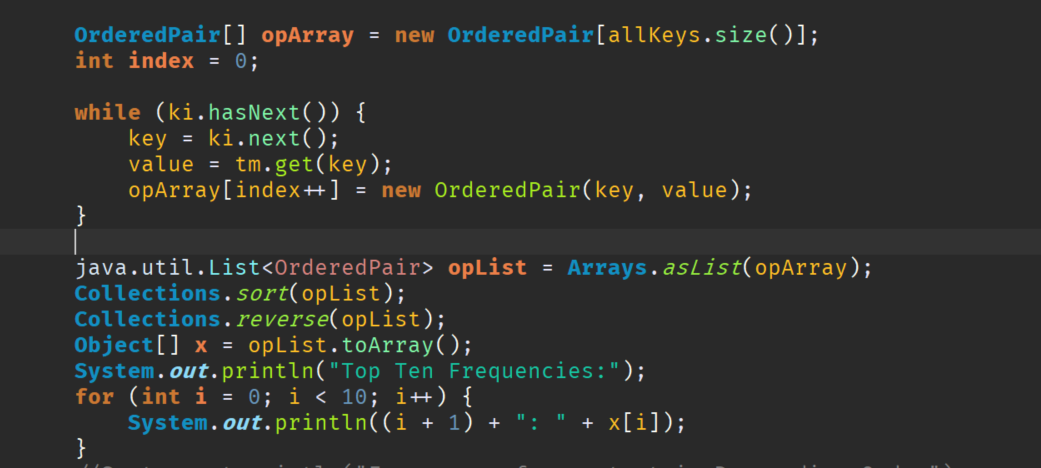 OrderedPair[] opArray = new OrderedPair[allKeys.size()];
int index = 0;
while (ki.hasNext()) {
key = ki.next();
value = tm.get(key);
opArray[index++] = new OrderedPair(key, value);
}
java.util.List<OrderedPair> opList = Arrays.asList(opArray);
Collections.sort(opList);
Collections.reverse(opList);
Object[] x = opList.toArray();
System.out.println("Top Ten Frequencies:");
for (int i = 0; i < 10; i++) {
System.out.println((i + 1) + ": " + x[i]);
}